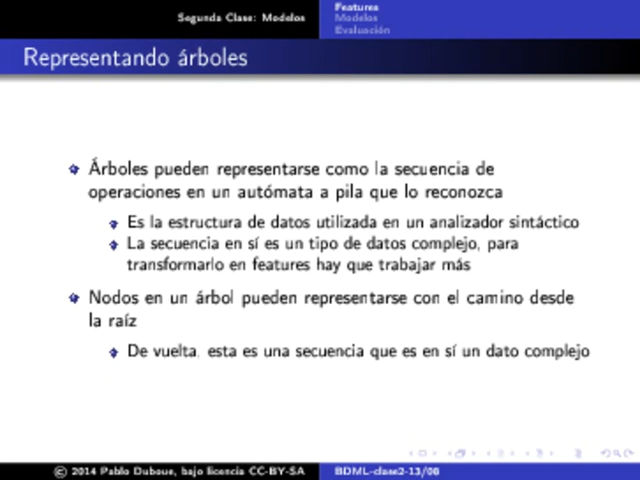 Segunda Clase: Modelos
Features
Modelos
Evaluación
Representando árboles
Árboles pueden representarse como la secuencia de
operaciones en un autómata a pila que lo reconozca
Es la estructura de datos utilizada en un analizador sintáctico
La secuencia en sí es un tipo de datos complejo, para
transformarlo en features hay que trabajar más
Nodos en un árbol pueden representarse con el camino desde
la raíz
De vuelta, esta es una secuencia que es en sí un dato complejo
© 2014 Pablo Duboue, bajo licencia CC-BY-SA
BDML-clase2-13/08